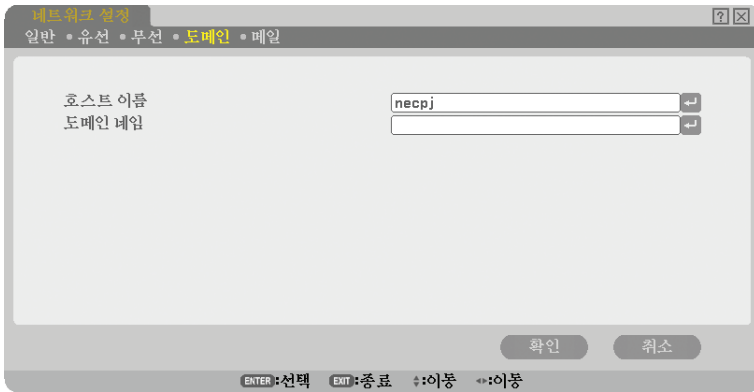 네트워크 설정
?
일반 • 유선 • 무선 • 도메인 • 메일
호스트 이름 necpj
도메인 네임
확인 취소
ENTER:선택 EXIT:종료 :이동 :이동